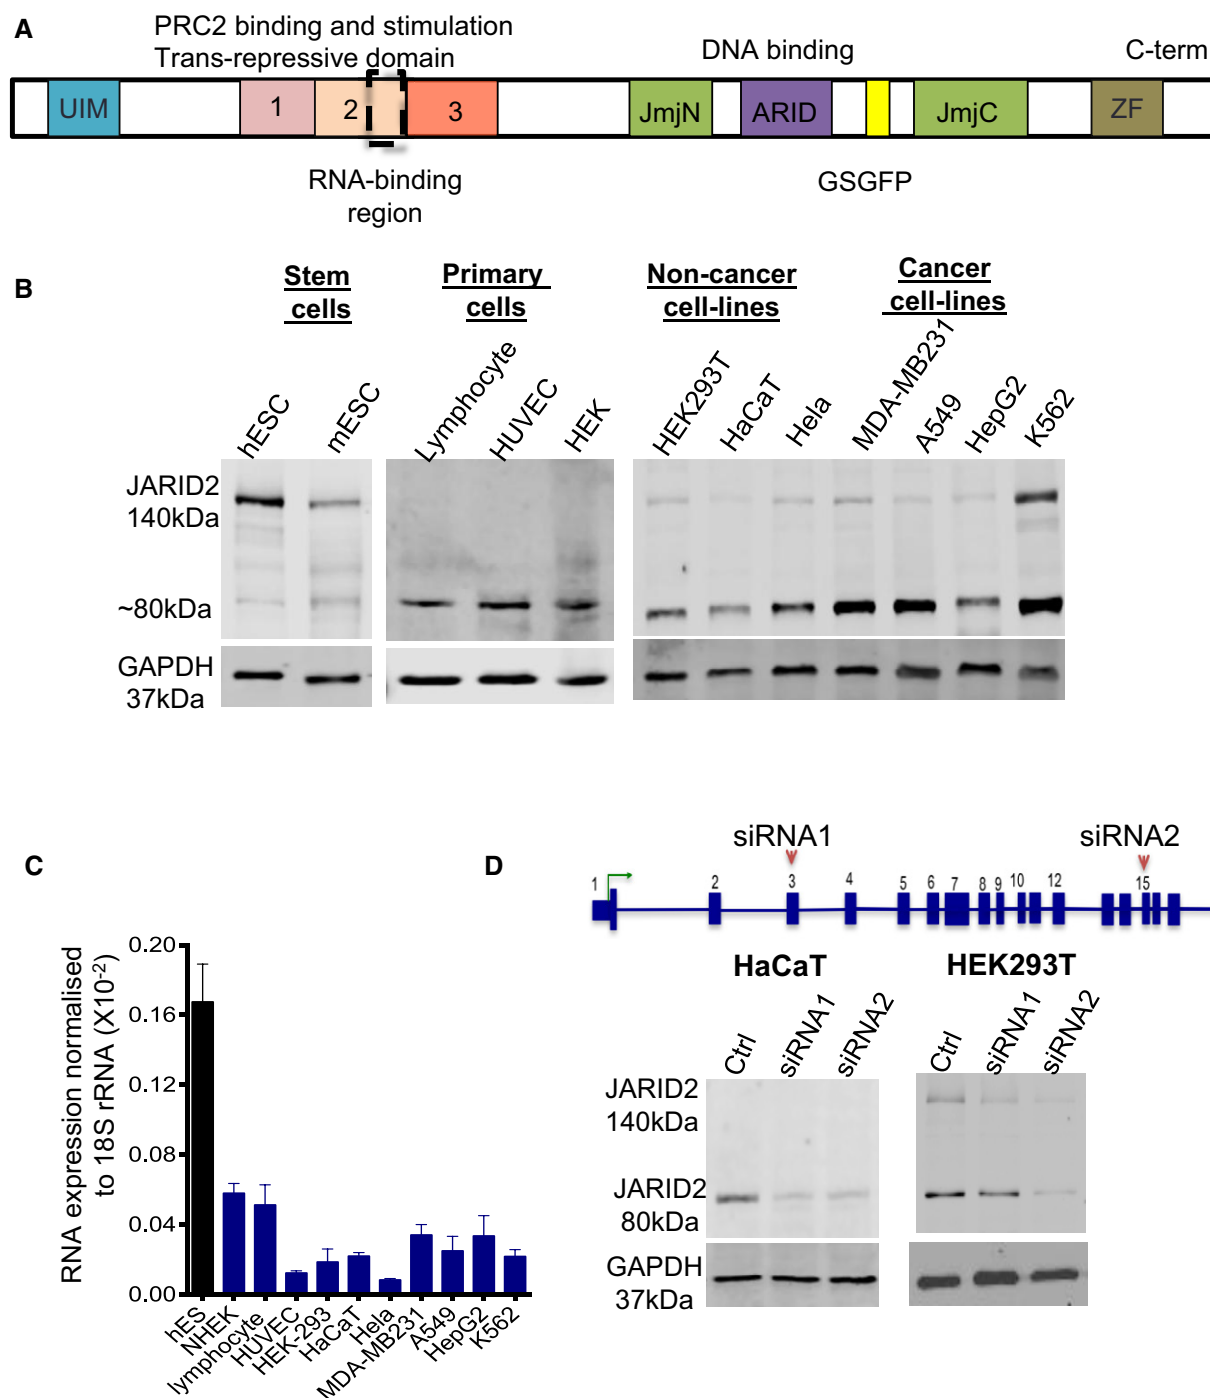 A
PRC2 binding and stimulation
Trans-repressive domain
DNA binding
C-term
UIM
1
2
3
JmjN
ARID
JmjC
ZF
RNA-binding
region
GSGFP
B
Stem
cells
Primary
cells
Non-cancer
cell-lines
Cancer
cell-lines
hESC
mESC
Lymphocyte
HUVEC
HEK
HEK293T
HaCaT
Hela
MDA-MB231
A549
HepG2
K562
JARID2
140kDa
~80kDa
GAPDH
37kDa
C
RNA expression normalised
to 18S rRNA (X10-2)
0.20
0.16
0.12
0.08
0.04
0.00
hES
NHEK
lymphocyte
HUVEC
HEK-293
HaCaT
Hela
MDA-MB231
A549
HepG2
K562
D
siRNA1
siRNA2
1
2
3
4
5
6
7
8
9
10
12
15
HaCaT
HEK293T
Ctrl
siRNA1
siRNA2
Ctrl
siRNA1
siRNA2
JARID2
140kDa
JARID2
80kDa
GAPDH
37kDa